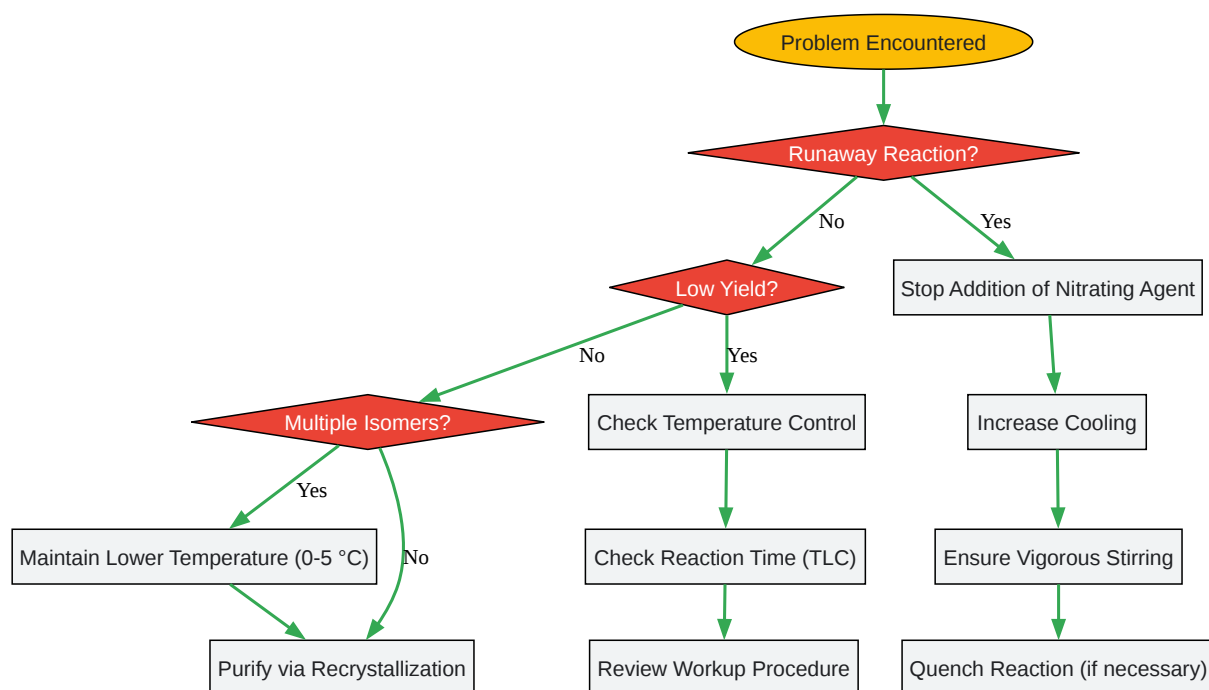 Problem Encountered
Runaway Reaction?
No
Yes
Low Yield?
Stop Addition of Nitrating Agent
No
Yes
Multiple Isomers?
Check Temperature Control
Increase Cooling
Yes
No
Maintain Lower Temperature (0-5 °C)
Check Reaction Time (TLC)
Ensure Vigorous Stirring
Purify via Recrystallization
Review Workup Procedure
Quench Reaction (if necessary)